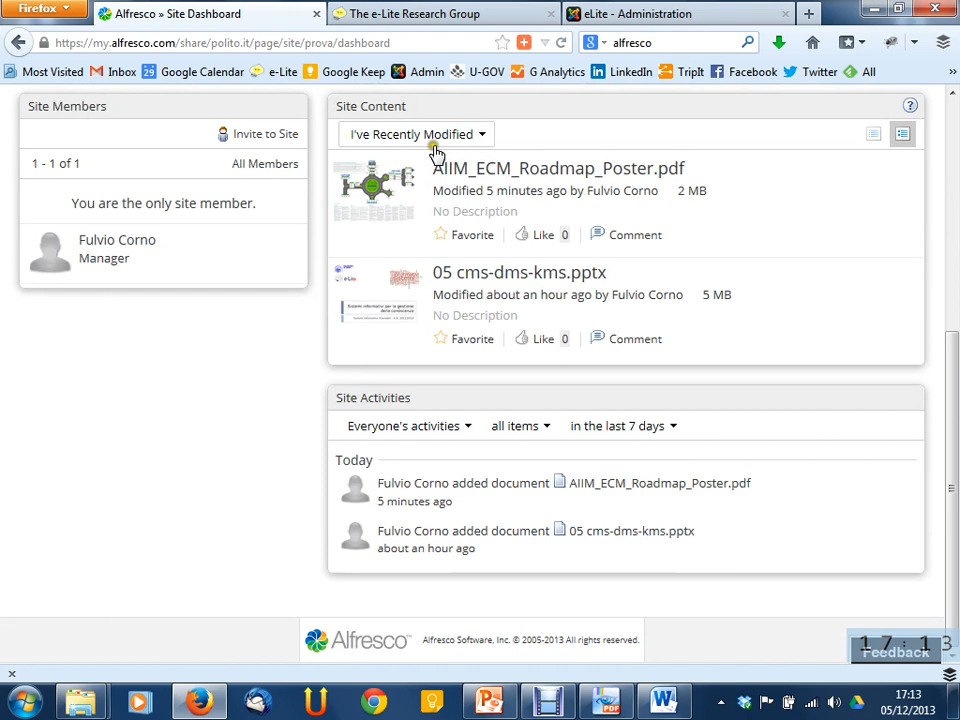 Firefox
Alfresco » Site Dashboard
The e-Lite Research Group
eLite - Administration
https://my.alfresco.com/share/polito.it/page/site/prova/dashboard
alfresco
Most Visited Inbox Google Calendar e-Lite Google Keep Admin U-GOV G Analytics LinkedIn TripIt Facebook Twitter All
Site Members
Invite to Site
1 - 1 of 1 All Members
You are the only site member.
Fulvio Corno
Manager
Site Content
I've Recently Modified
AIIM_ECM_Roadmap_Poster.pdf
Modified 5 minutes ago by Fulvio Corno 2 MB
No Description
Favorite Like 0 Comment
05 cms-dms-kms.pptx
Modified about an hour ago by Fulvio Corno 5 MB
No Description
Favorite Like 0 Comment
Site Activities
Everyone's activities all items in the last 7 days
Today
Fulvio Corno added document AIIM_ECM_Roadmap_Poster.pdf
5 minutes ago
Fulvio Corno added document 05 cms-dms-kms.pptx
about an hour ago
Alfresco
Alfresco Software, Inc. © 2005-2013 All rights reserved.
17:13
Feedback
17:13
05/12/2013